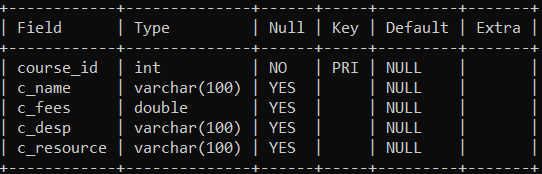 +-----------+--------------+------+-----+---------+-------+
| Field | Type | Null | Key | Default | Extra |
+-----------+--------------+------+-----+---------+-------+
| course_id | int | NO | PRI | NULL | |
| c_name | varchar(100) | YES | | NULL | |
| c_fees | double | YES | | NULL | |
| c_desp | varchar(100) | YES | | NULL | |
| c_resource | varchar(100) | YES | | NULL | |
+-----------+--------------+------+-----+---------+-------+